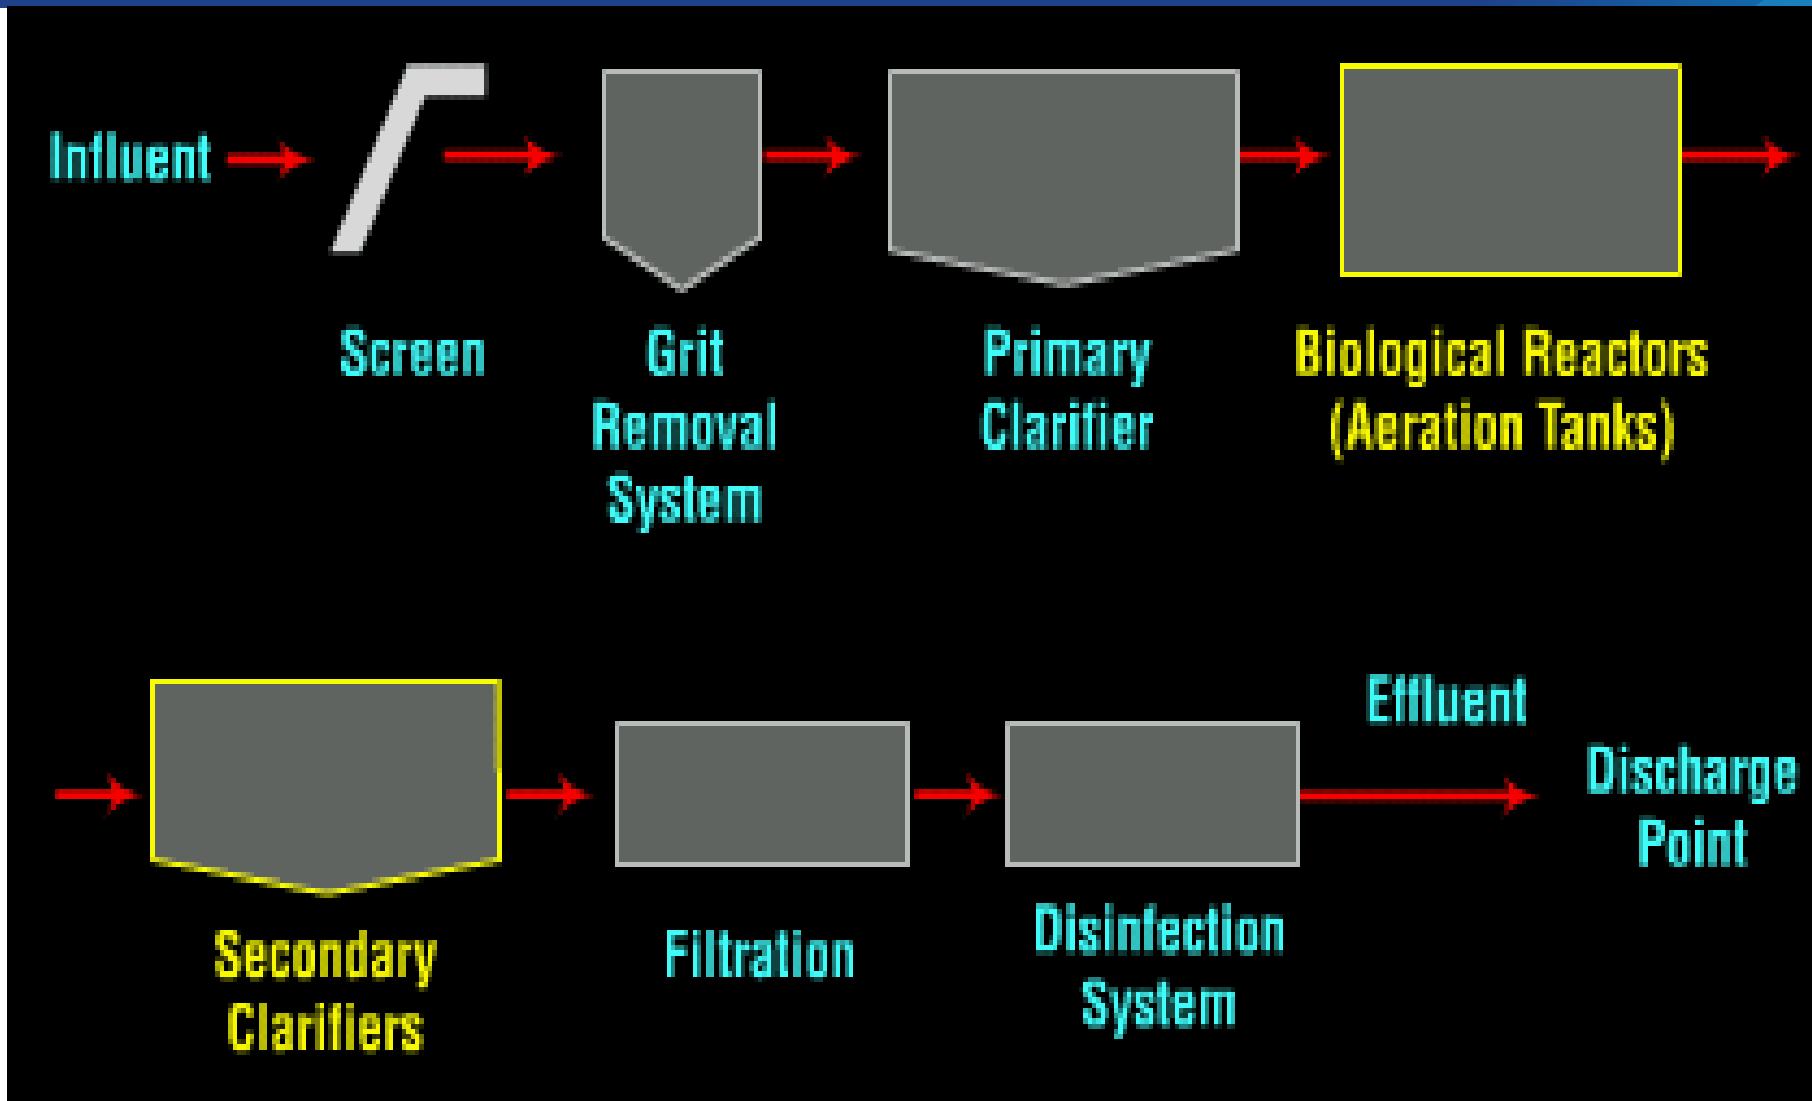 Influent
Screen
Grit
Removal
System
Primary
Clarifier
Biological Reactors
(Aeration Tanks)
Secondary
Clarifiers
Filtration
Disinfection
System
Effluent
Discharge
Point